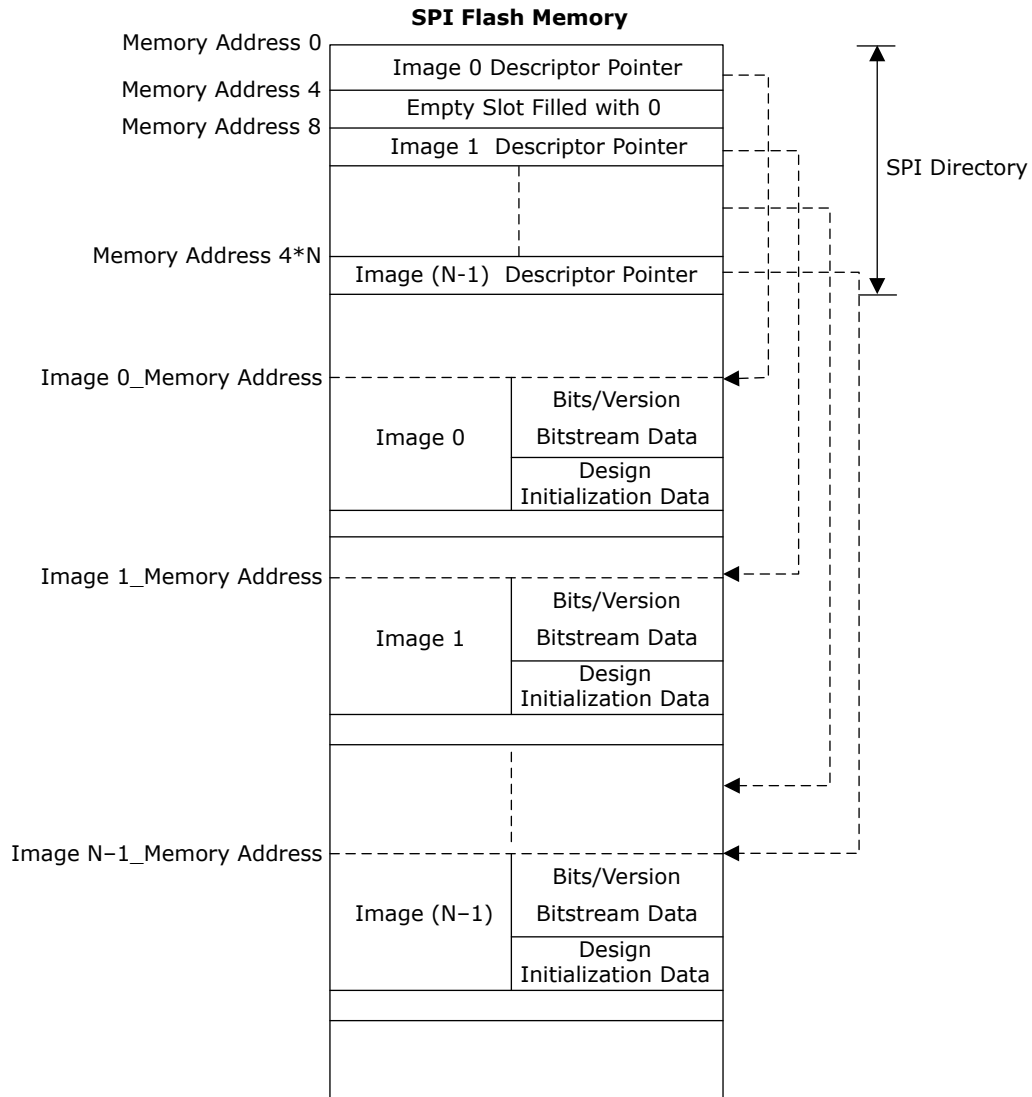 SPI Flash Memory
Memory Address 0
Image 0 Descriptor Pointer
Memory Address 4
Empty Slot Filled with 0
Memory Address 8
Image 1 Descriptor Pointer
SPI Directory
Memory Address 4*N
Image (N-1) Descriptor Pointer
Image 0_Memory Address
Image 0
Bits/Version
Bitstream Data
Design
Initialization Data
Image 1_Memory Address
Image 1
Bits/Version
Bitstream Data
Design
Initialization Data
Image N–1_Memory Address
Image (N–1)
Bits/Version
Bitstream Data
Design
Initialization Data